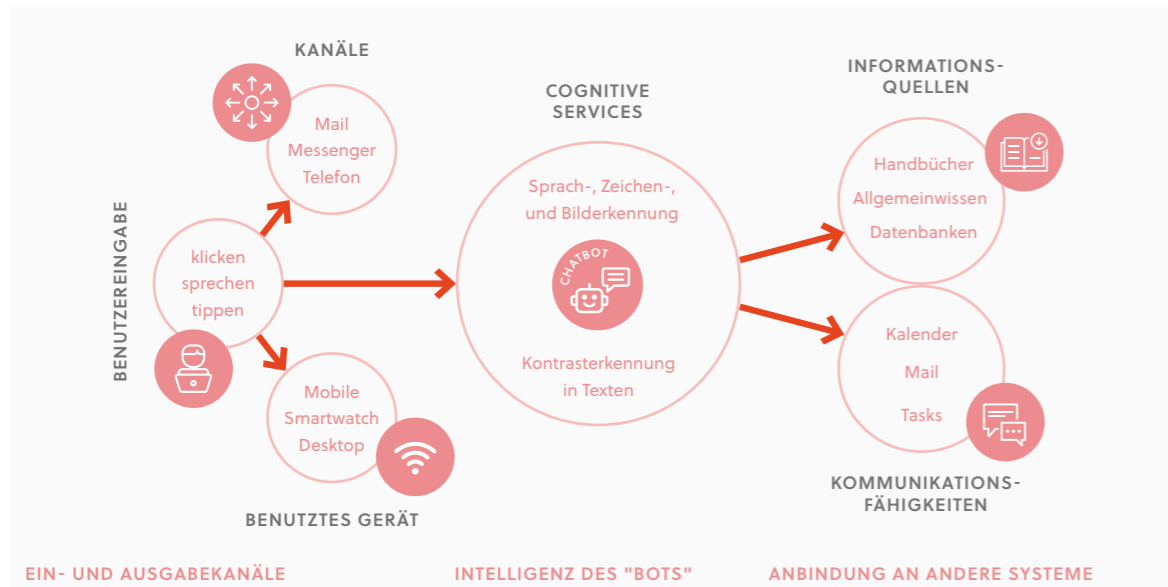 KANÄLE
Mail
Messenger
Telefon
BENUTZEREINGABE
klicken
sprechen
tippen
Mobile
Smartwatch
Desktop
BENUTZTES GERÄT
COGNITIVE
SERVICES
Sprach-, Zeichen-,
und Bilderkennung
CHATBOT
Kontrasterkennung
in Texten
INFORMATIONS-
QUELLEN
Handbücher
Allgemeinwissen
Datenbanken
Kalender
Mail
Tasks
KOMMUNIKATIONS-
FÄHIGKEITEN
EIN- UND AUSGABEKANÄLE
INTELLIGENZ DES "BOTS"
ANBINDUNG AN ANDERE SYSTEME